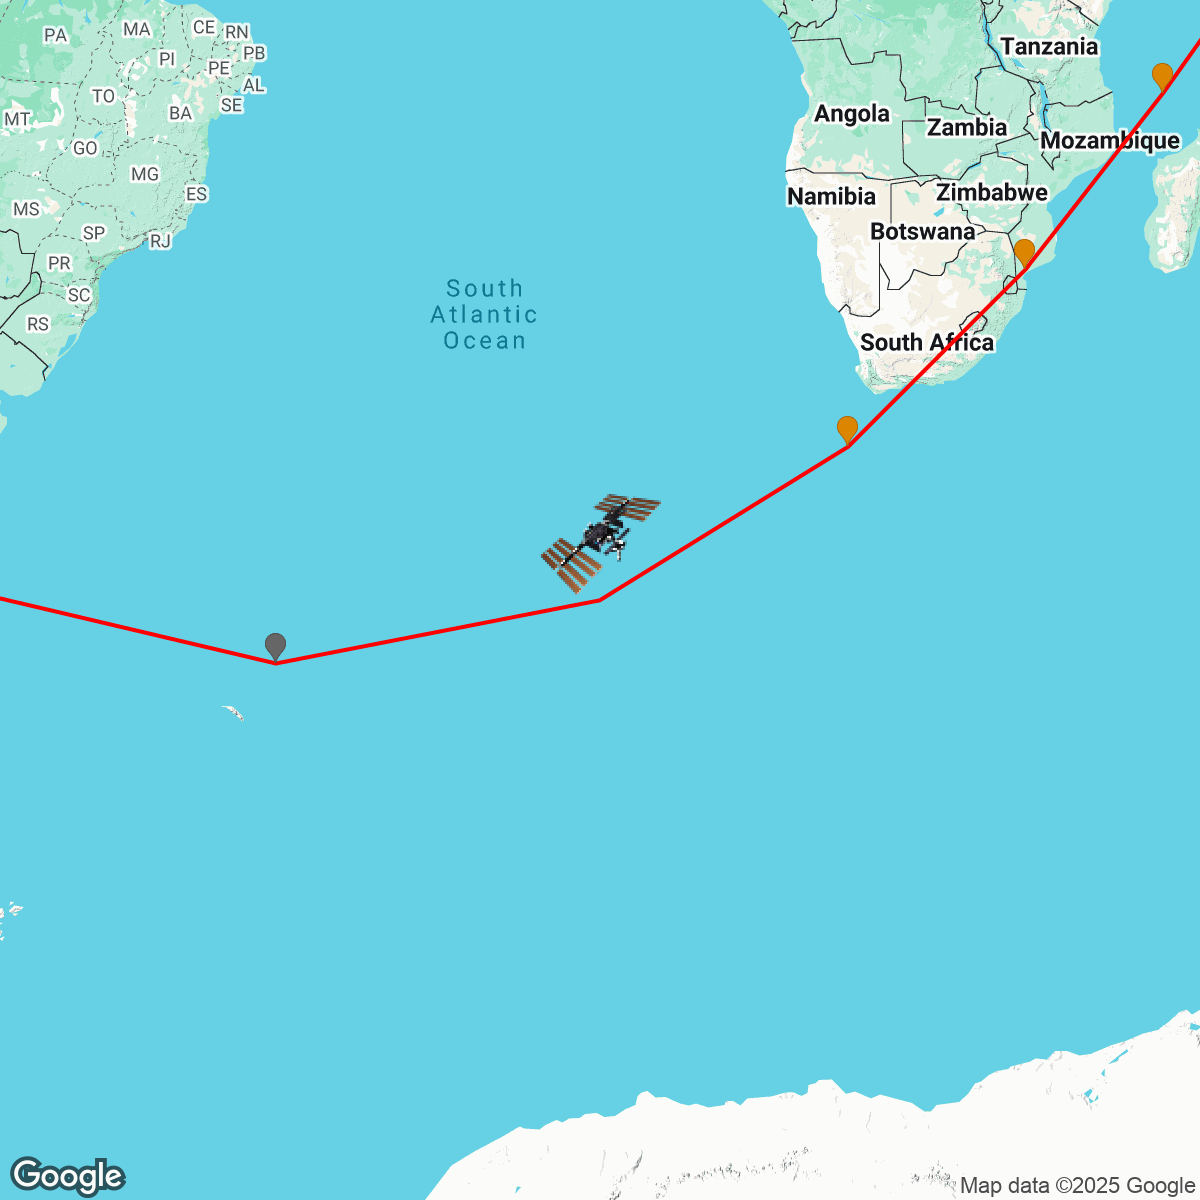 PA
MA
CE
RN
PI
PB
PE
AL
TO
SE
BA
MT
GO
MG
ES
MS
SP
RJ
PR
SC
RS
Tanzania
Angola
Zambia
Mozambique
Zimbabwe
Namibia
Botswana
South Africa
South
Atlantic
Ocean
Google
Map data ©2025 Google